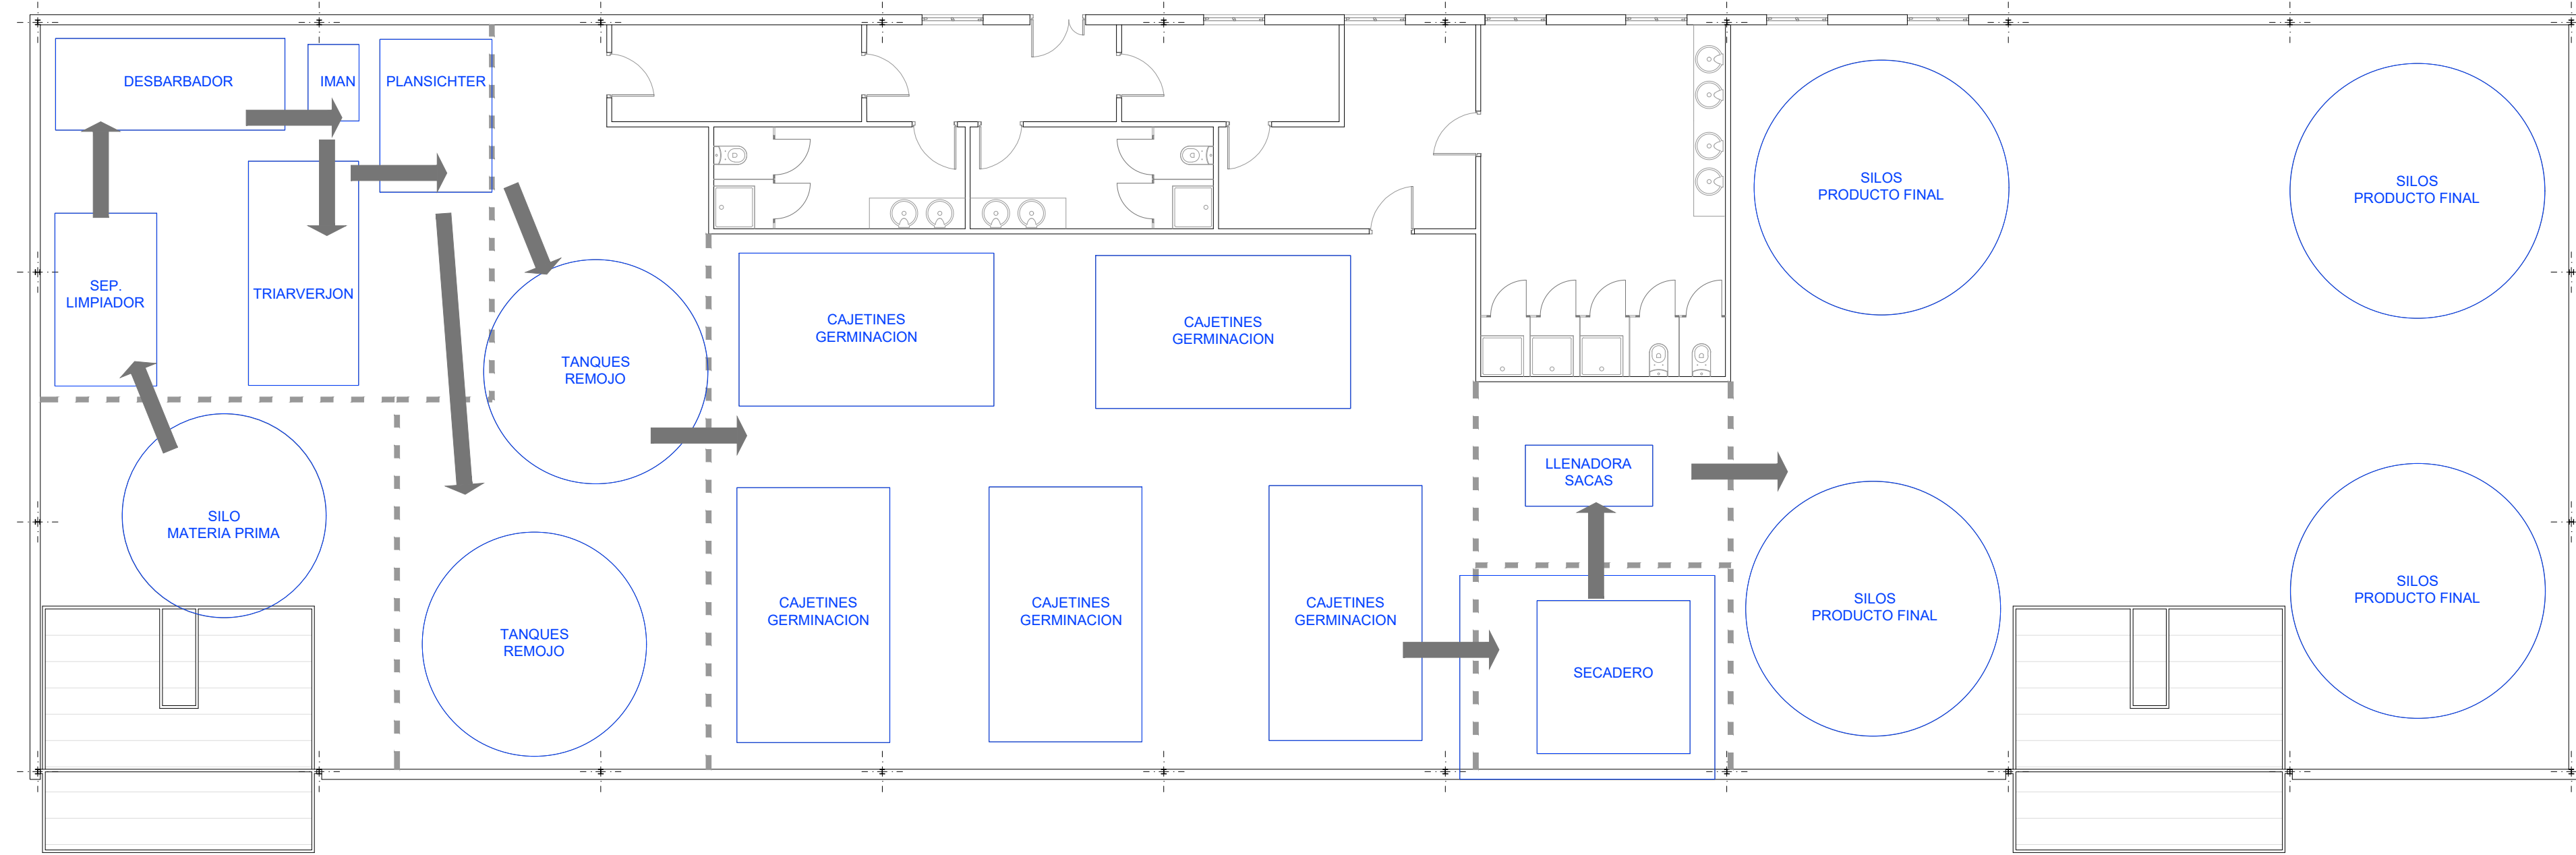 DESBARBADOR
IMAN
PLANSICHTER
SEP.
LIMPIADOR
TRIARVERJON
SILO
MATERIA PRIMA
TANQUES
REMOJO
TANQUES
REMOJO
CAJETINES
GERMINACION
CAJETINES
GERMINACION
CAJETINES
GERMINACION
CAJETINES
GERMINACION
CAJETINES
GERMINACION
LLENADORA
SACAS
SECADERO
SILOS
PRODUCTO FINAL
SILOS
PRODUCTO FINAL
SILOS
PRODUCTO FINAL
SILOS
PRODUCTO FINAL